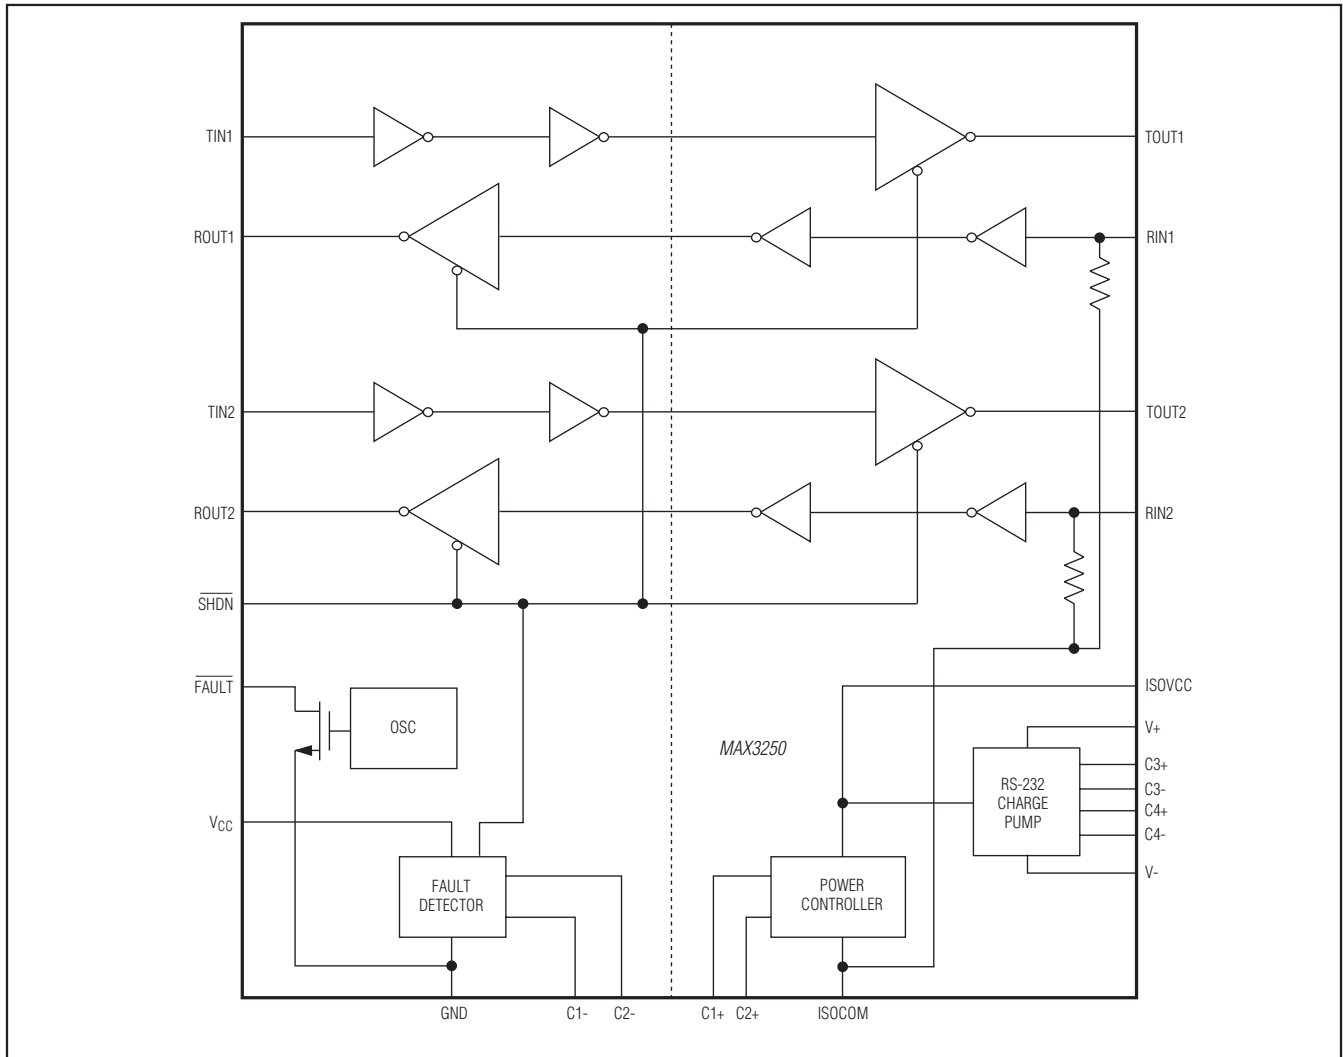 TIN1
TOUT1
ROUT1
RIN1
TIN2
TOUT2
ROUT2
RIN2
SHDN
FAULT
ISOVCC
OSC
V+
MAX3250
C3+
RS-232
CHARGE
PUMP
C3-
C4+
VCC
C4-
V-
FAULT
DETECTOR
POWER
CONTROLLER
GND
C1-
C2-
C1+
C2+
ISOCOM